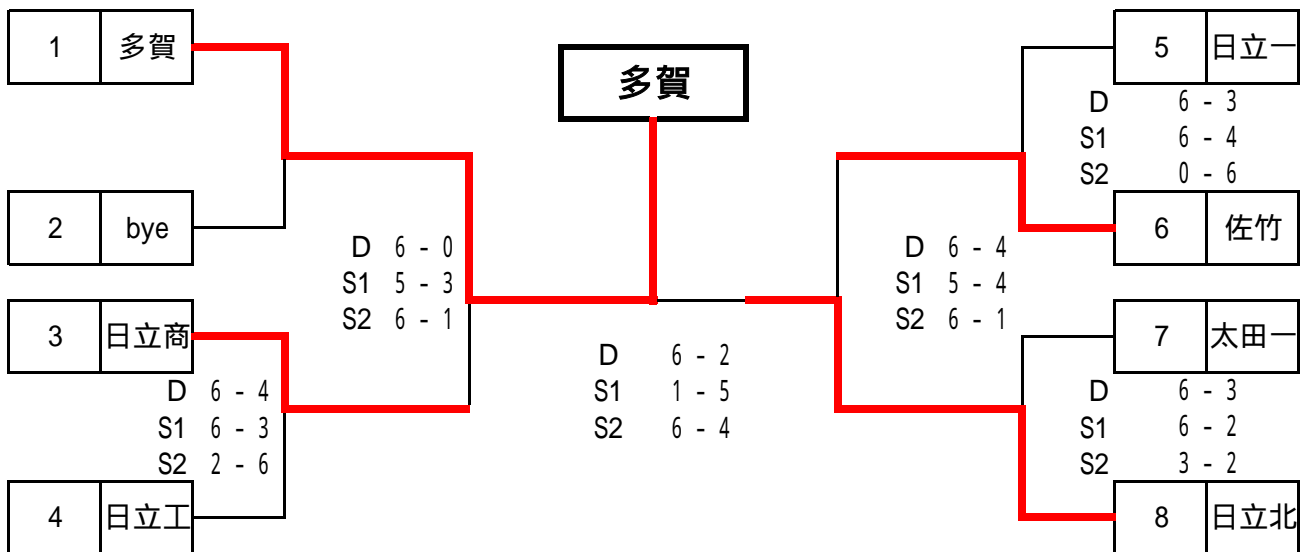 1 多賀
2 bye
D 6 - 0
S1 5 - 3
S2 6 - 1
3 日立商
D 6 - 4
S1 6 - 3
S2 2 - 6
4 日立工
多賀
D 6 - 2
S1 1 - 5
S2 6 - 4
5 日立一
D 6 - 3
S1 6 - 4
S2 0 - 6
6 佐竹
D 6 - 4
S1 5 - 4
S2 6 - 1
7 太田一
D 6 - 3
S1 6 - 2
S2 3 - 2
8 日立北